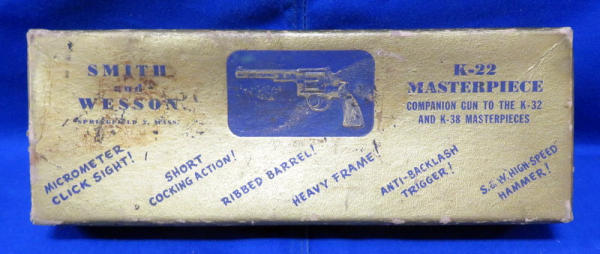 SMITH
and
WESSON
SPRINGFIELD 2, MASS.
K-22
MASTERPIECE
COMPANION GUN TO THE K-32
AND K-38 MASTERPIECES
MICROMETER
CLICK SIGHT!
SHORT
COCKING ACTION!
RIBBED BARREL!
HEAVY FRAME!
ANTI-BACKLASH
TRIGGER!
S.&W. HIGH-SPEED
HAMMER!